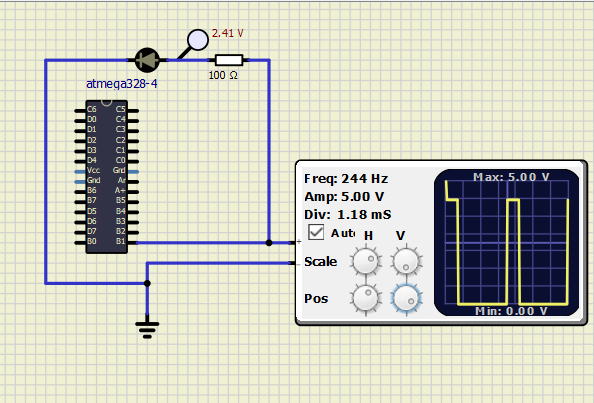 2.41 V
100 Ω
atmega328-4
C6 C5
D0 C4
D1 C3
D2 C2
D3 C1
D4 C0
Vcc Gnd
Gnd Ar
B6 A+
B7 B5
D5 B4
D6 B3
D7 B2
B0 B1
Freq: 244 Hz
Amp: 5.00 V
Div: 1.18 mS
Auto H V
Scale
Pos
+
-
Max: 5.00 V
Min: 0.00 V